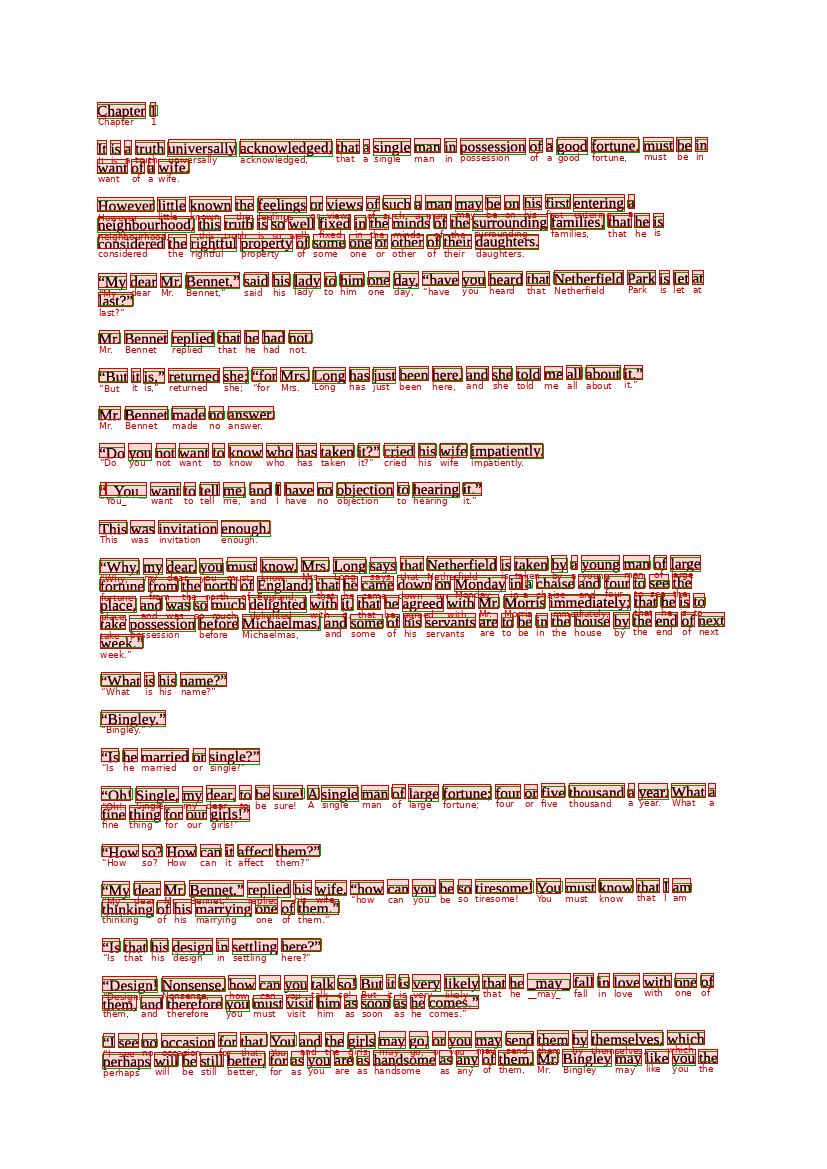 Chapter 1
It is a truth universally acknowledged, that a single man in possession of a good fortune, must be in
want of a wife.
However little known the feelings or views of such a man may be on his first entering a
neighbourhood, this truth is so well fixed in the minds of the surrounding families, that he is
considered the rightful property of some one or other of their daughters.
“My dear Mr. Bennet,” said his lady to him one day, “have you heard that Netherfield Park is let at
last?”
Mr. Bennet replied that he had not.
“But it is,” returned she; “for Mrs. Long has just been here, and she told me all about it.”
Mr. Bennet made no answer.
“Do you not want to know who has taken it?” cried his wife impatiently.
“_You_ want to tell me, and I have no objection to hearing it.”
This was invitation enough.
“Why, my dear, you must know, Mrs. Long says that Netherfield is taken by a young man of large
fortune from the north of England; that he came down on Monday in a chaise and four to see the
place, and was so much delighted with it, that he agreed with Mr. Morris immediately; that he is to
take possession before Michaelmas, and some of his servants are to be in the house by the end of next
week.”
“What is his name?”
“Bingley.”
“Is he married or single?”
“Oh! Single, my dear, to be sure! A single man of large fortune; four or five thousand a year. What a
fine thing for our girls!”
“How so? How can it affect them?”
“My dear Mr. Bennet,” replied his wife, “how can you be so tiresome! You must know that I am
thinking of his marrying one of them.”
“Is that his design in settling here?”
“Design! Nonsense, how can you talk so! But it is very likely that he _may_ fall in love with one of
them, and therefore you must visit him as soon as he comes.”
“I see no occasion for that. You and the girls may go, or you may send them by themselves, which
perhaps will be still better, for as you are as handsome as any of them, Mr. Bingley may like you the